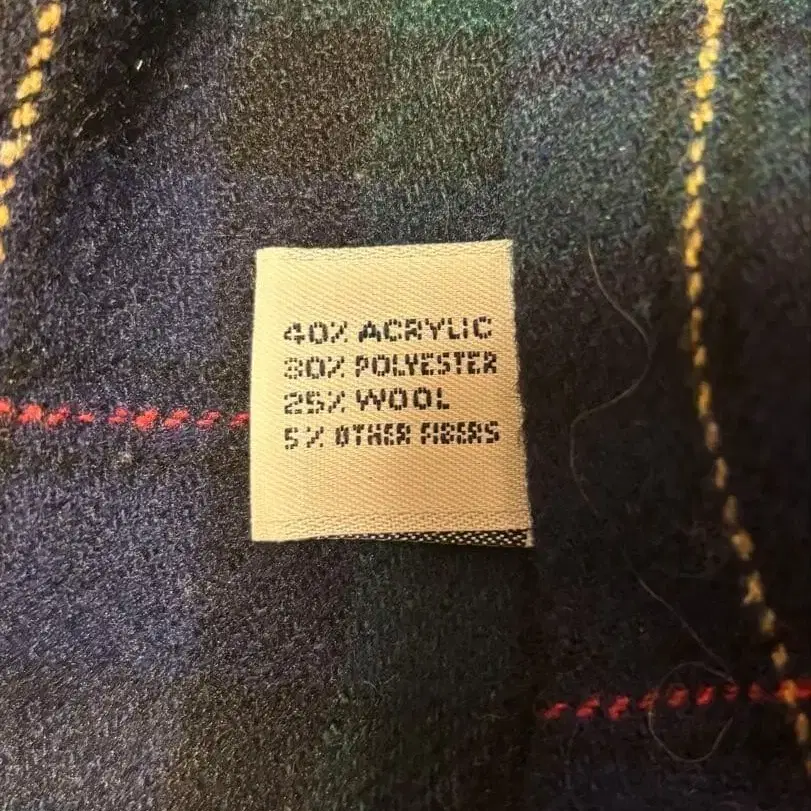 40% ACRYLIC
30% POLYESTER
25% WOOL
5% OTHER FIBERS